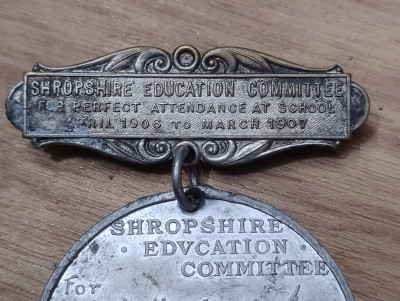 SHROPSHIRE EDUCATION COMMITTEE
FOR PERFECT ATTENDANCE AT SCHOOL
APRIL 1906 TO MARCH 1907
SHROPSHIRE
· EDVCATION ·
COMMITTEE
for